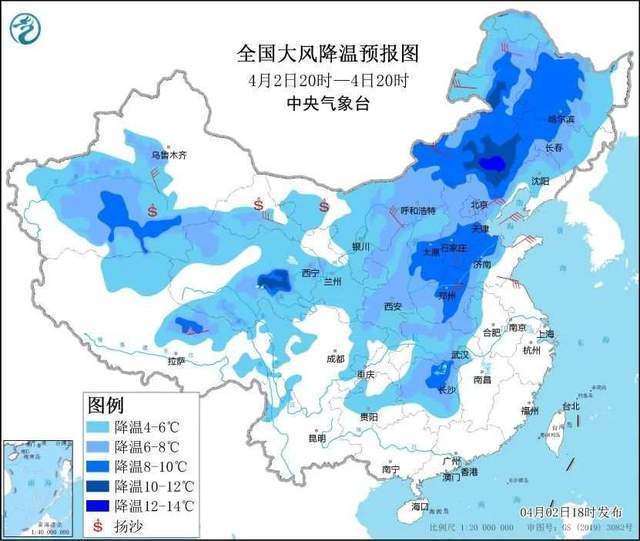 全国大风降温预报图
4月2日20时—4日20时
中央气象台
哈尔滨
长春
沈阳
乌鲁木齐
呼和浩特
北京
天津
银川
太原
石家庄
济南
西宁
兰州
郑州
西安
拉萨
成都
重庆
武汉
合肥
南京
上海
杭州
长沙
南昌
贵阳
福州
台北
昆明
南宁
广州
香港
澳门
海口
图例
降温4-6℃
降温6-8℃
降温8-10℃
降温10-12℃
降温12-14℃
扬沙
南海诸岛
1:40 000 000
04月02日18时发布
比例尺 1:20 000 000 审图号: GS (2019) 3082号